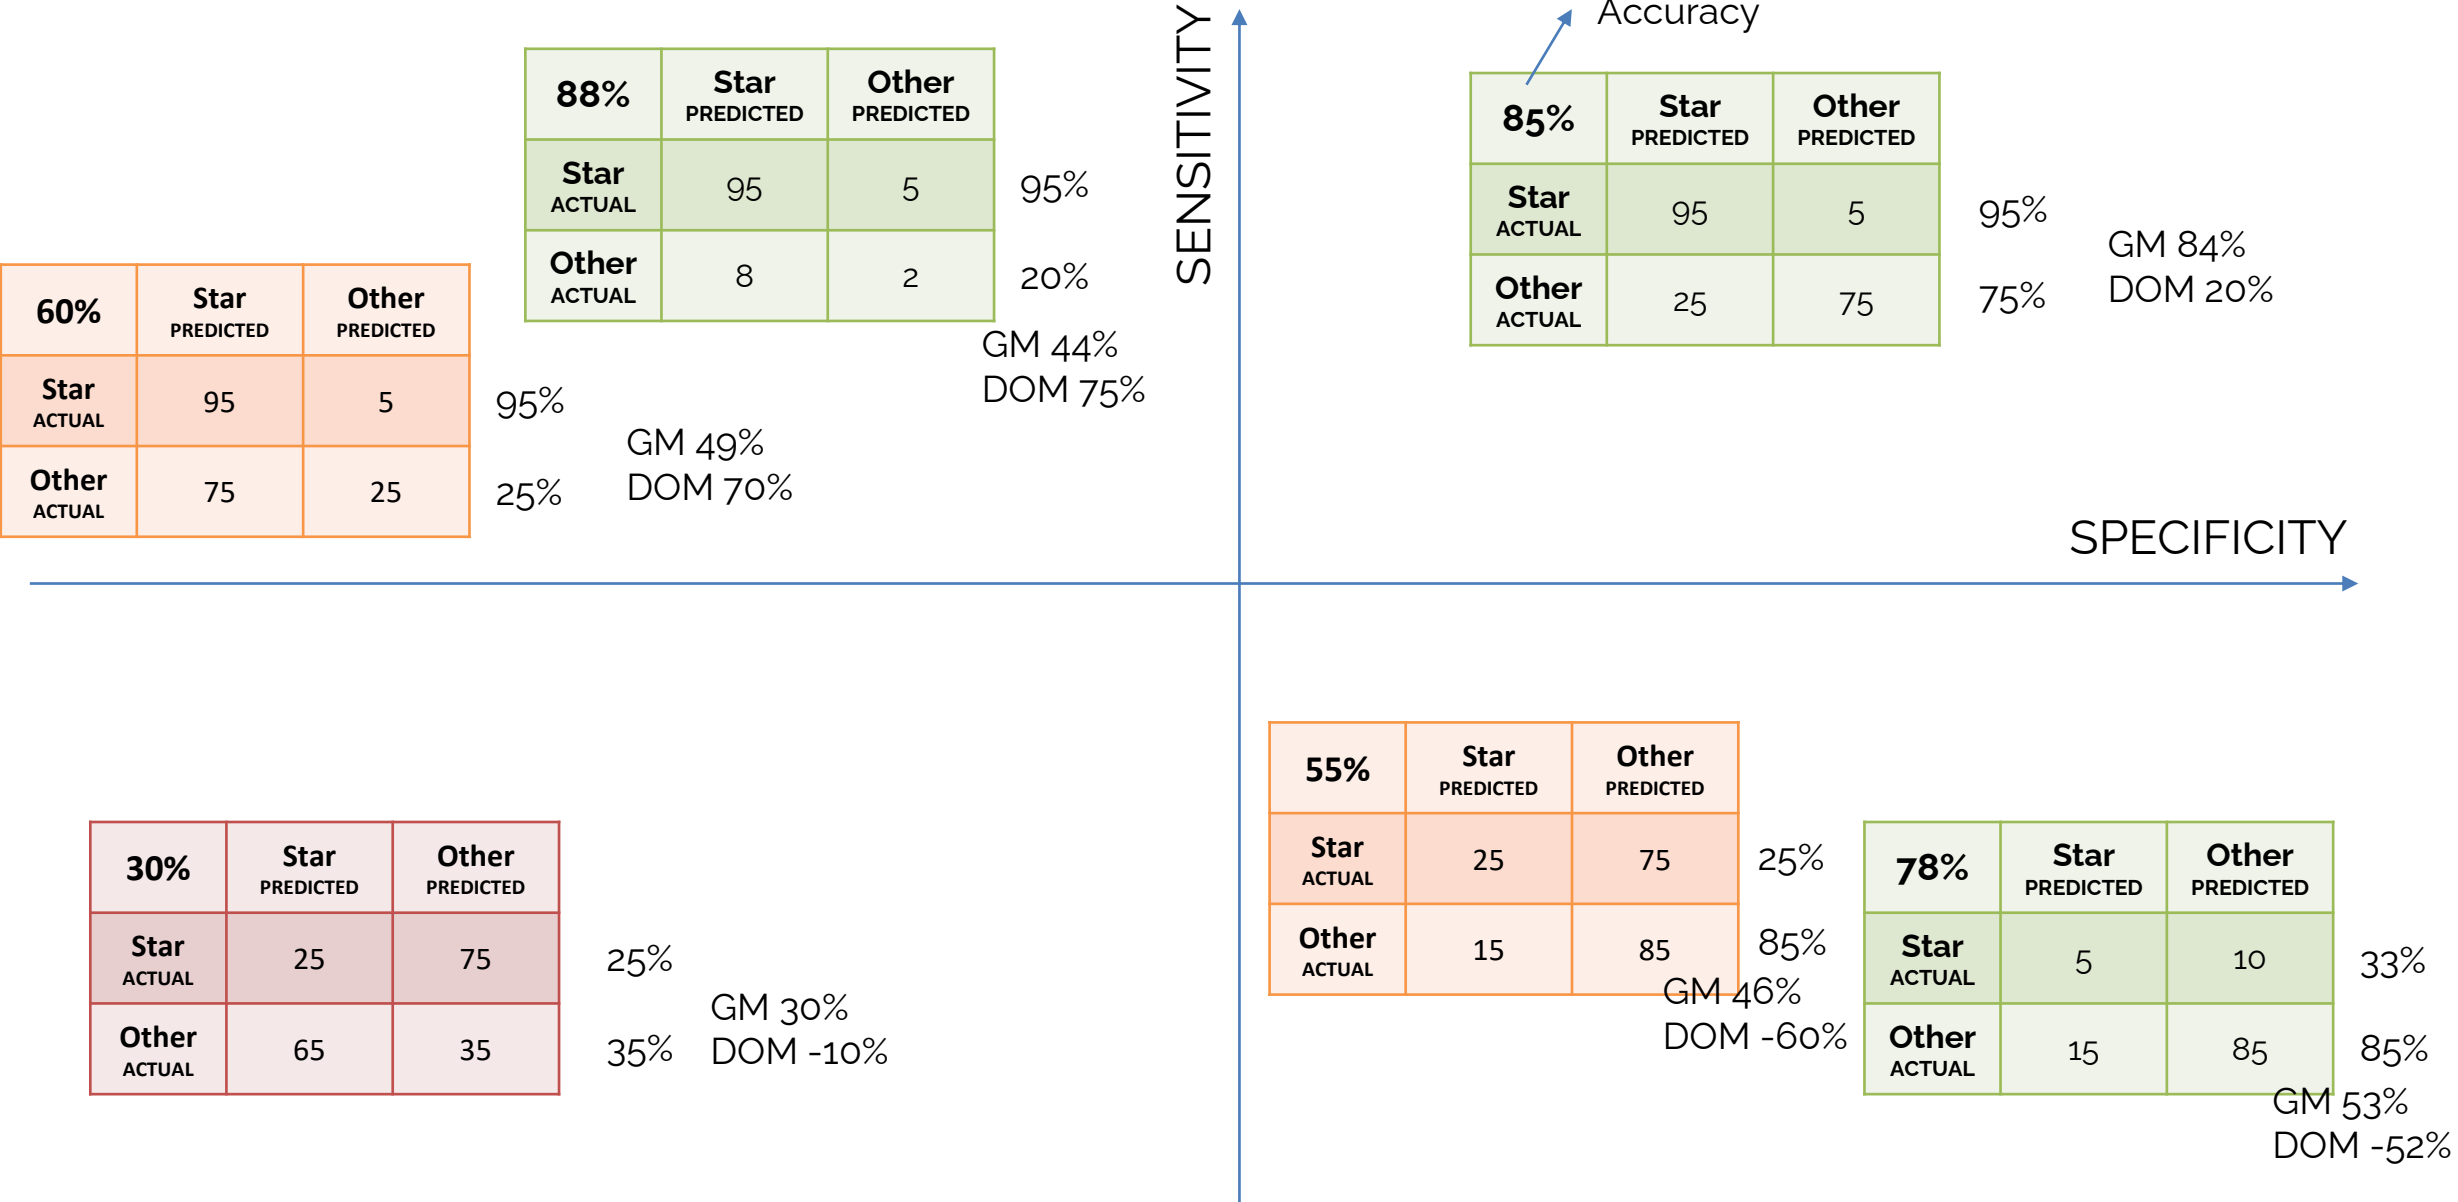 SENSITIVITY
Accuracy
88% Star Other
PREDICTED PREDICTED
Star 95 5 95%
ACTUAL
Other 8 2 20%
ACTUAL
GM 44%
DOM 75%
85% Star Other
PREDICTED PREDICTED
Star 95 5 95%
ACTUAL
Other 25 75 75%
ACTUAL
GM 84%
DOM 20%
60% Star Other
PREDICTED PREDICTED
Star 95 5 95%
ACTUAL
Other 75 25 25%
ACTUAL
GM 49%
DOM 70%
SPECIFICITY
30% Star Other
PREDICTED PREDICTED
Star 25 75 25%
ACTUAL
Other 65 35 35%
ACTUAL
GM 30%
DOM -10%
55% Star Other
PREDICTED PREDICTED
Star 25 75 25%
ACTUAL
Other 15 85 85%
ACTUAL
GM 46%
DOM -60%
78% Star Other
PREDICTED PREDICTED
Star 5 10 33%
ACTUAL
Other 15 85 85%
ACTUAL
GM 53%
DOM -52%